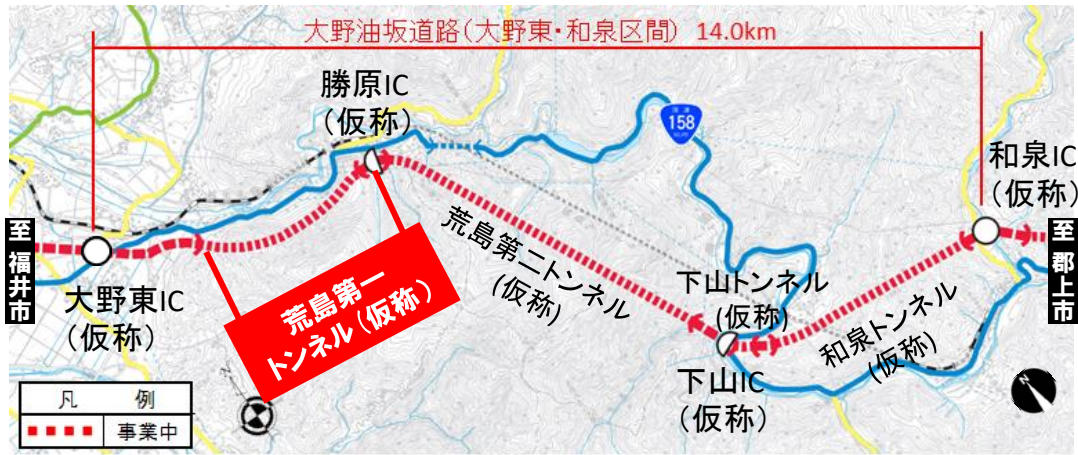 大野油坂道路(大野東・和泉区間) 14.0km
勝原IC
(仮称)
158
和泉IC
(仮称)
至 福井市
至 郡上市
荒島第二トンネル
(仮称)
大野東IC
(仮称)
荒島第一
トンネル(仮称)
下山トンネル
(仮称)
和泉トンネル
(仮称)
下山IC
(仮称)
凡 例
事業中
N
N